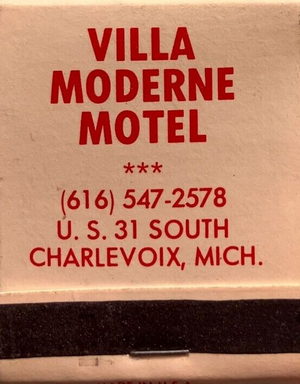 VILLA
MODERNE
MOTEL
***
(616) 547-2578
U. S. 31 SOUTH
CHARLEVOIX, MICH.